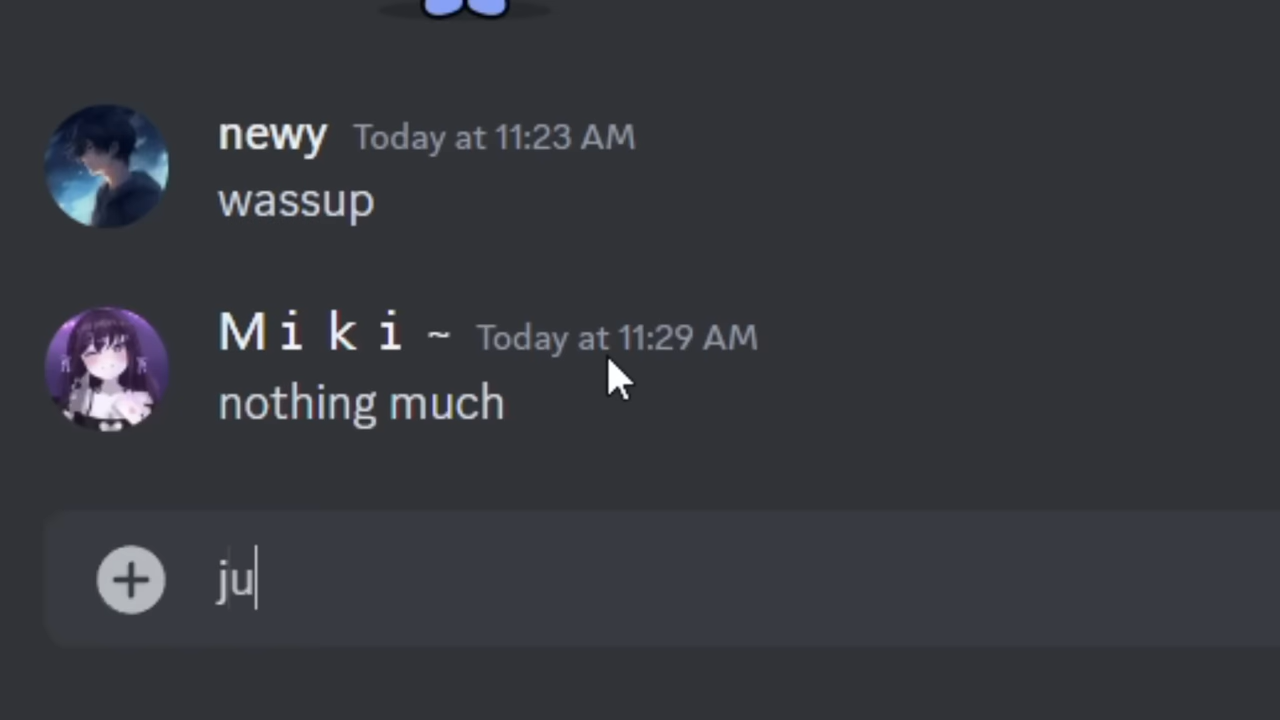 newy Today at 11:23 AM
wassup
M i k i ~ Today at 11:29 AM
nothing much
ju